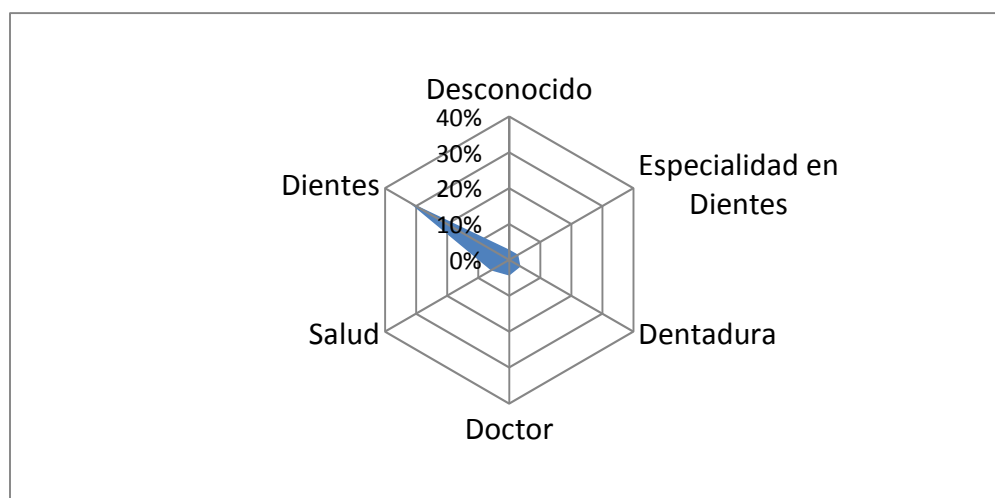 Desconocido
40%
30%
20%
10%
0%
Especialidad en
Dientes
Dentadura
Doctor
Salud
Dientes